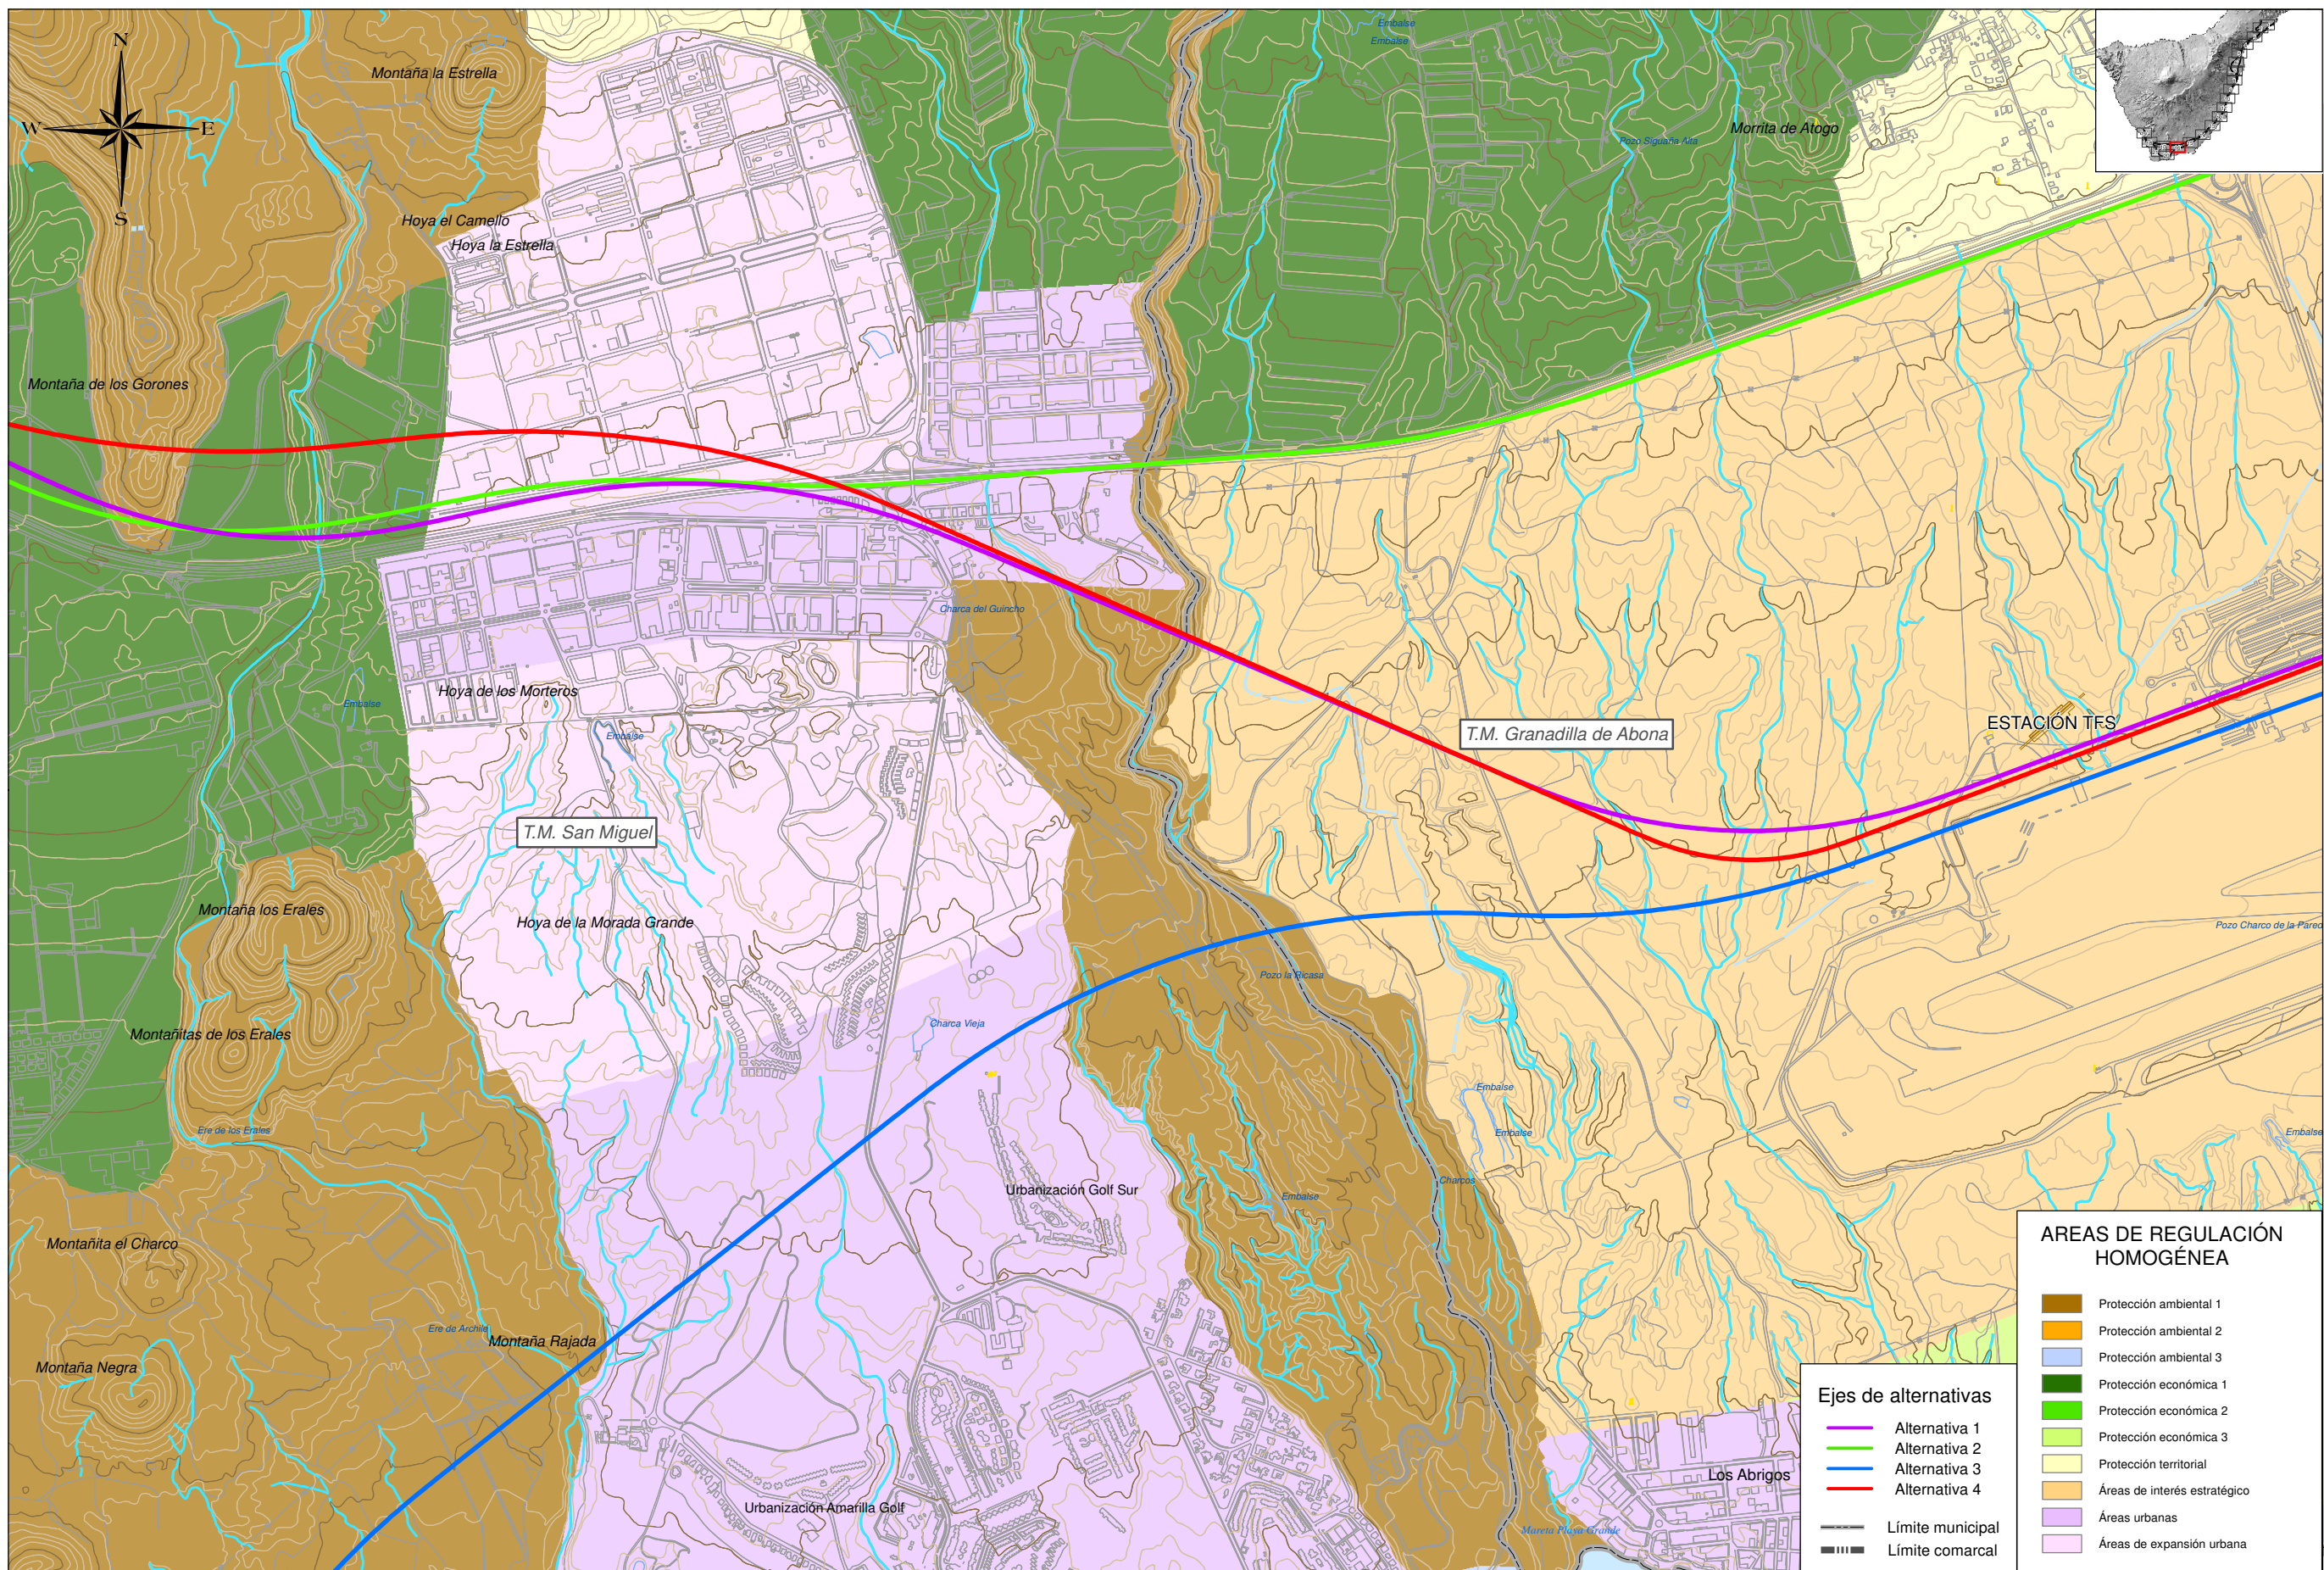 N
W
E
S
Montaña la Estrella
Embalse
Embalse
Morrita de Atogo
Pozo Siguaña Alta
Hoya el Camello
Hoya la Estrella
Montaña de los Gorones
Charca del Guincho
Hoya de los Morteros
Embalse
Embalse
ESTACIÓN TFS
T.M. Granadilla de Abona
T.M. San Miguel
Montaña los Erales
Hoya de la Morada Grande
Pozo Charco de la Pared
Pozo la Ricasa
Montañitas de los Erales
Charca Vieja
Embalse
Embalse
Embalse
Ere de los Erales
Charcos
Urbanización Golf Sur
Embalse
Montañita el Charco
Ere de Archile
Montaña Rajada
Montaña Negra
Los Abrigos
Urbanización Amarilla Golf
Mareta Playa Grande
Ejes de alternativas
Alternativa 1
Alternativa 2
Alternativa 3
Alternativa 4
Límite municipal
Límite comarcal
AREAS DE REGULACIÓN
HOMOGÉNEA
Protección ambiental 1
Protección ambiental 2
Protección ambiental 3
Protección económica 1
Protección económica 2
Protección económica 3
Protección territorial
Áreas de interés estratégico
Áreas urbanas
Áreas de expansión urbana